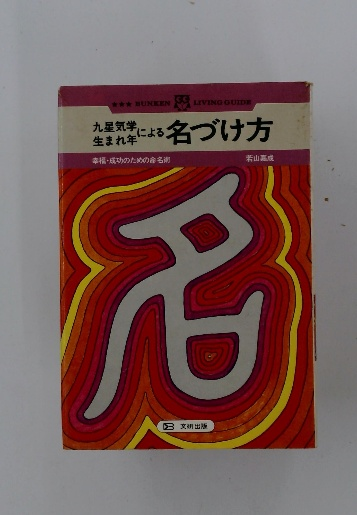 ★★★ BUNKEN LIVING GUIDE
九星気学
生まれ年
による名づけ方
幸福・成功のための命名術 若山嘉成
名
文研出版